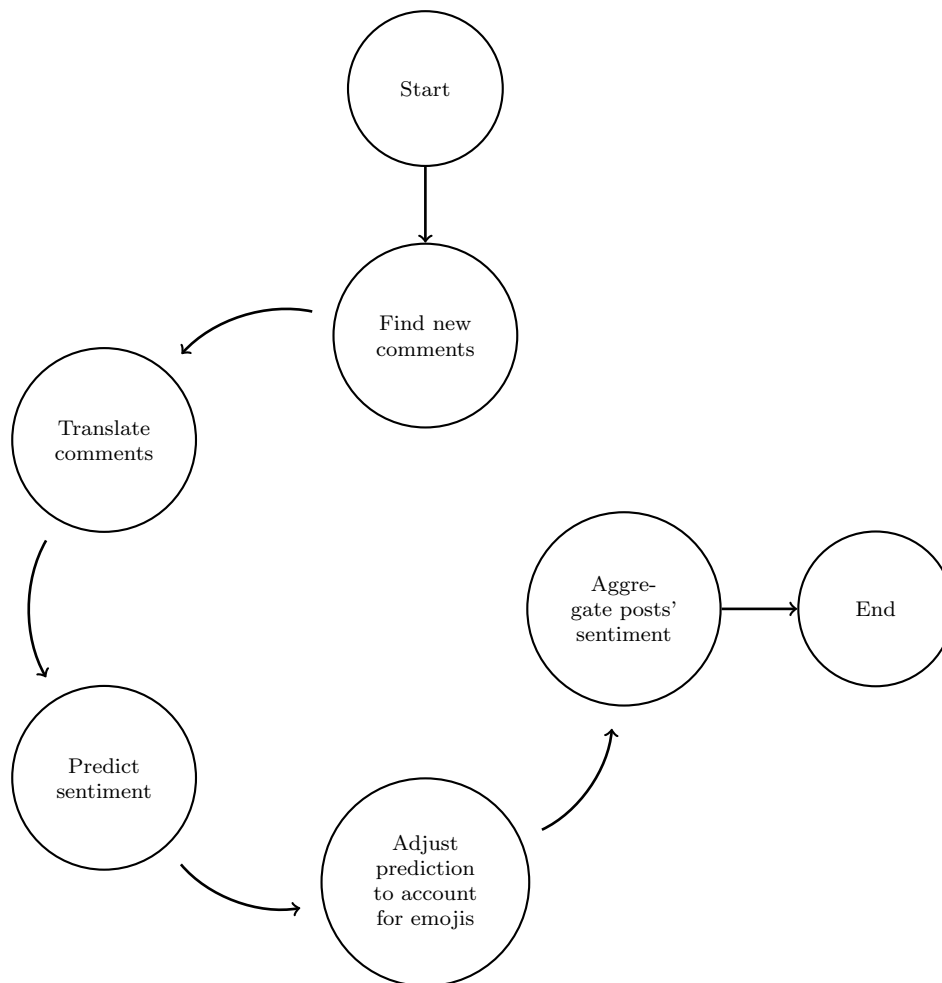 Start
Find new
comments
Translate
comments
Predict
sentiment
Adjust
prediction
to account
for emojis
Aggre-
gate posts’
sentiment
End